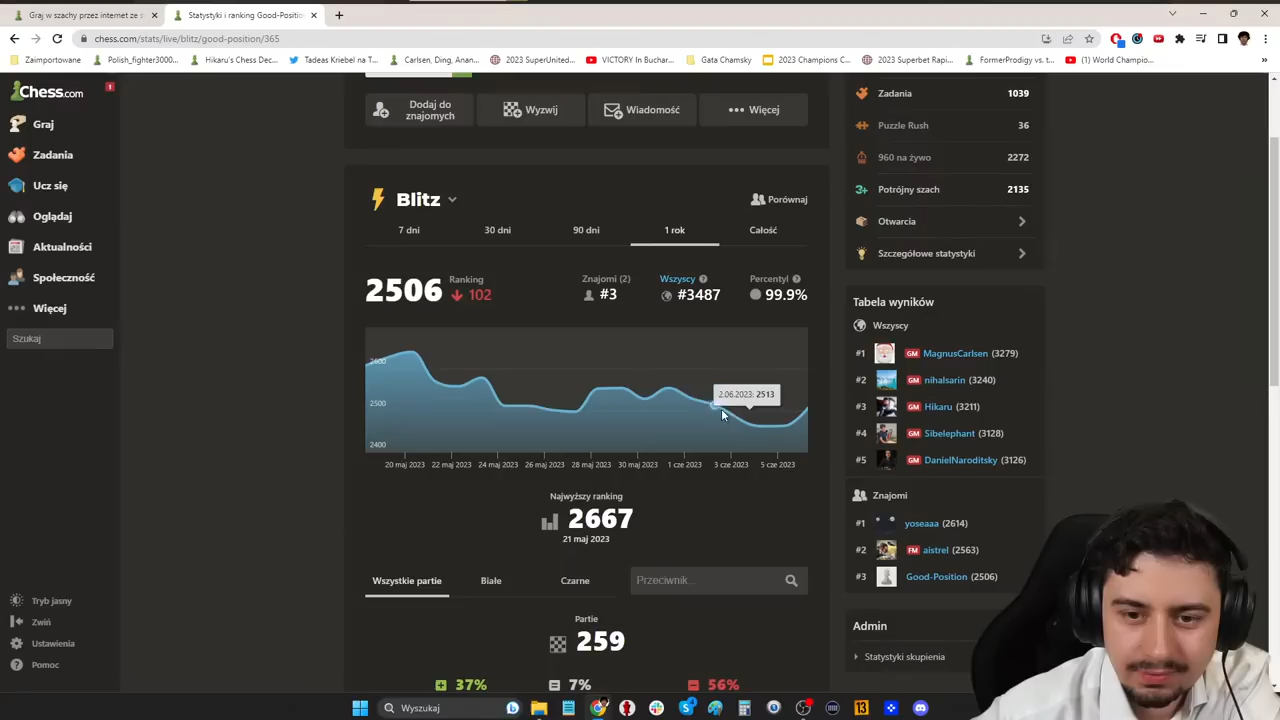 Graj w szachy przez internet ze
Statystyki i ranking Good-Positio
chess.com/stats/live/blitz/good-position/365
Zaimportowane
Polish_fighter3000...
Hikaru's Chess Dec...
Tadeas Kriebel na T...
Carlsen, Ding, Anan...
2023 SuperUnited...
VICTORY In Buchar...
Gata Chamsky
2023 Champions C...
2023 Superbet Rapi...
FormerProdigy vs. t...
(1) World Champio...
Chess.com
1
Graj
Zadania
Ucz się
Oglądaj
Aktualności
Społeczność
Więcej
Szukaj
Tryb jasny
Zwiń
Ustawienia
Pomoc
Dodaj do
znajomych
Wyzwij
Wiadomość
Więcej
Blitz
Porównaj
7 dni
30 dni
90 dni
1 rok
Całość
2506
Ranking
102
Znajomi (2)
#3
Wszyscy
#3487
Percentyl
99.9%
2600
2500
2400
2.06.2023: 2513
20 maj 2023
22 maj 2023
24 maj 2023
26 maj 2023
28 maj 2023
30 maj 2023
1 cze 2023
3 cze 2023
5 cze 2023
Najwyższy ranking
2667
21 maj 2023
Wszystkie partie
Białe
Czarne
Przeciwnik...
Partie
259
37%
7%
56%
Zadania 1039
Puzzle Rush 36
960 na żywo 2272
3+ Potrójny szach 2135
Otwarcia
Szczegółowe statystyki
Tabela wyników
Wszyscy
#1 GM MagnusCarlsen (3279)
#2 GM nihalsarin (3240)
#3 GM Hikaru (3211)
#4 GM Sibelephant (3128)
#5 GM DanielNaroditsky (3126)
Znajomi
#1 yoseaaa (2614)
#2 FM aistrel (2563)
#3 Good-Position (2506)
Admin
Statystyki skupienia
Wyszukaj
13